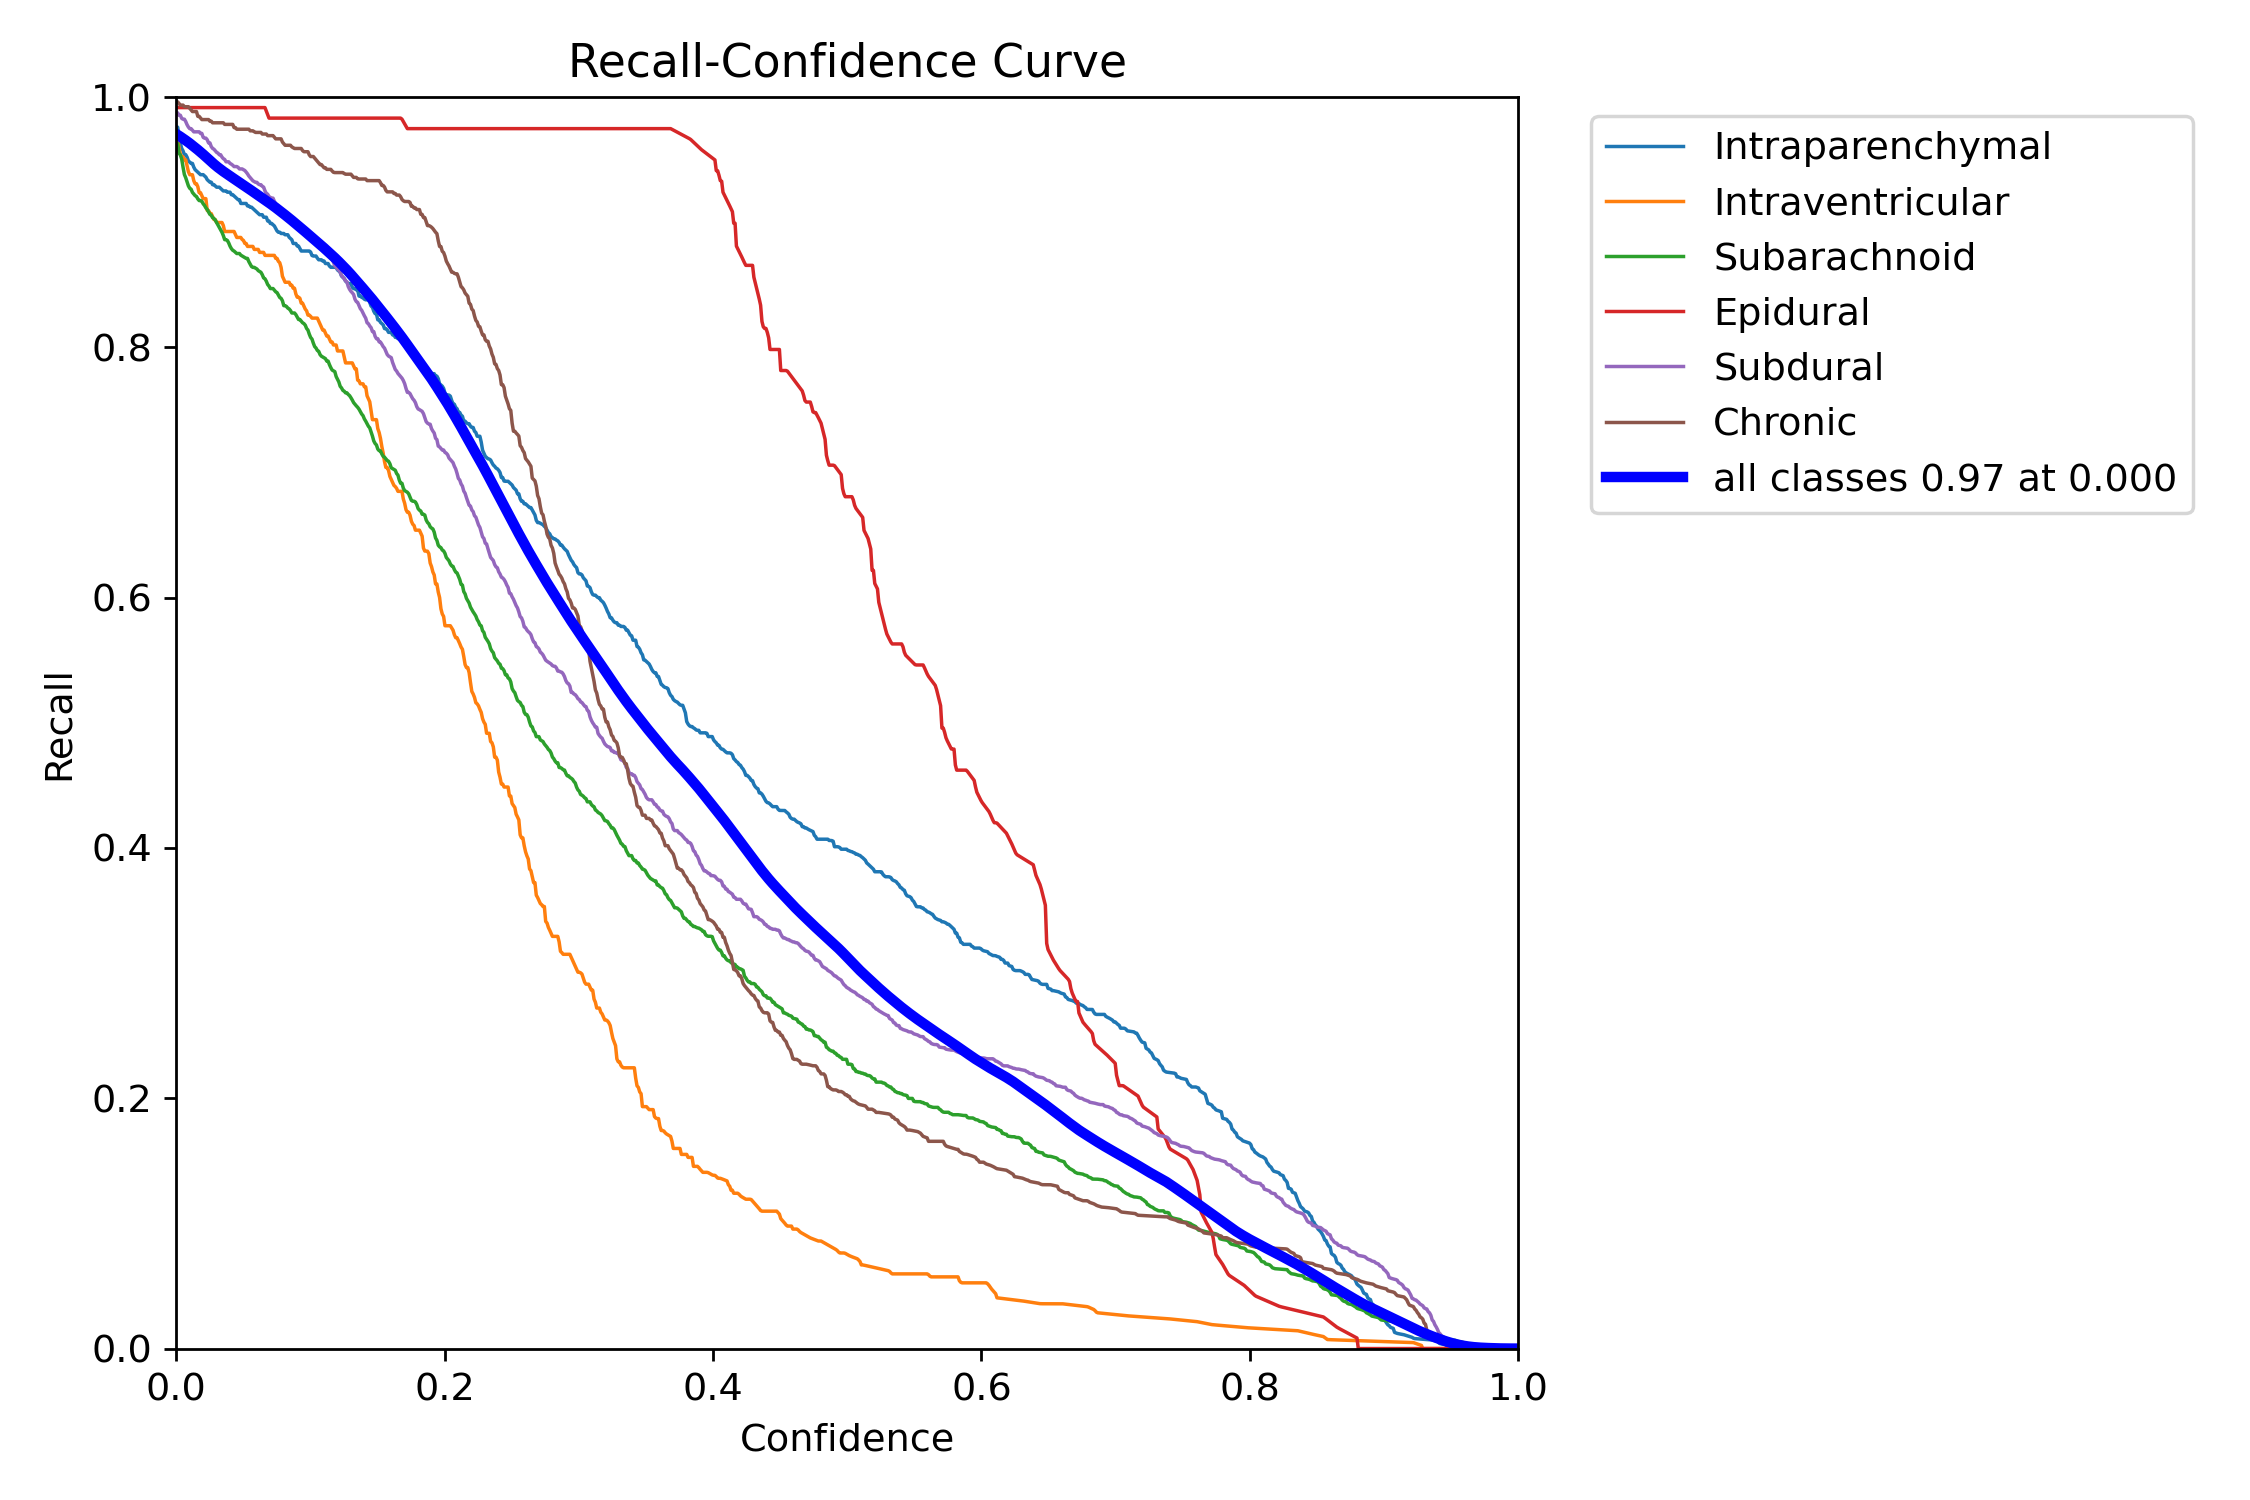 Recall-Confidence Curve
1.0
0.8
0.6
0.4
0.2
0.0
Recall
0.0 0.2 0.4 0.6 0.8 1.0
Confidence
Intraparenchymal
Intraventricular
Subarachnoid
Epidural
Subdural
Chronic
all classes 0.97 at 0.000